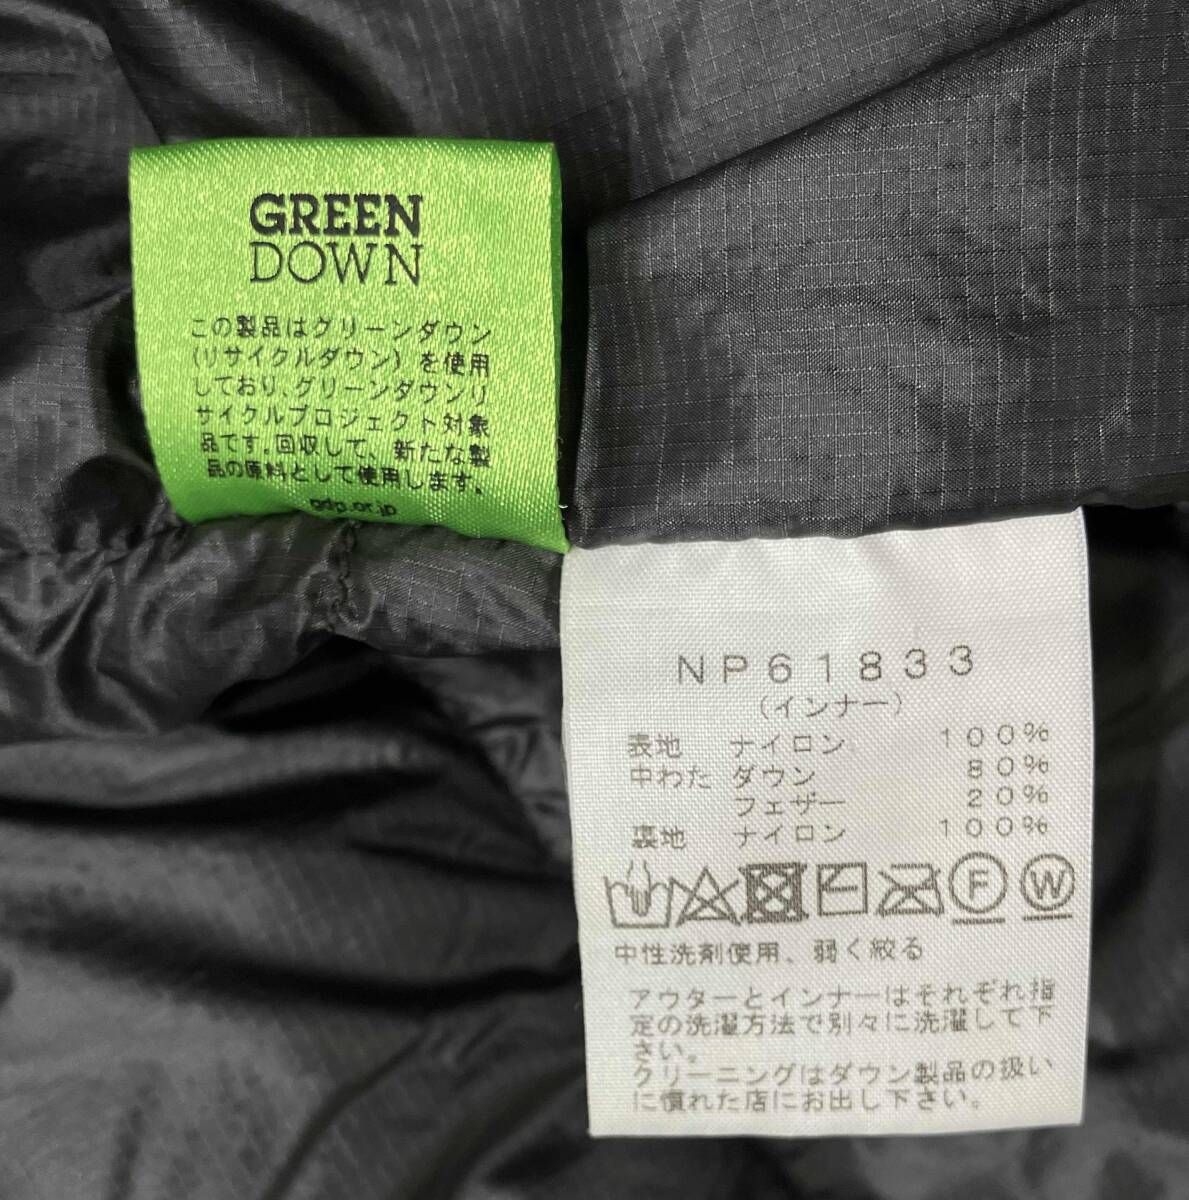 GREEN
DOWN
この製品はグリーンダウン
(リサイクルダウン)を使用
しており、グリーンダウンリ
サイクルプロジェクト対象
品です。回収して、新たな製
品の原料として使用します。
gdp.or.jp
NP61833
(インナー)
表地 ナイロン 100%
中わた ダウン 80%
フェザー 20%
裏地 ナイロン 100%
F W
中性洗剤使用、弱く絞る
アウターとインナーはそれぞれ指
定の洗濯方法で別々に洗濯して下
さい。
クリーニングはダウン製品の扱い
に慣れた店にお出し下さい。